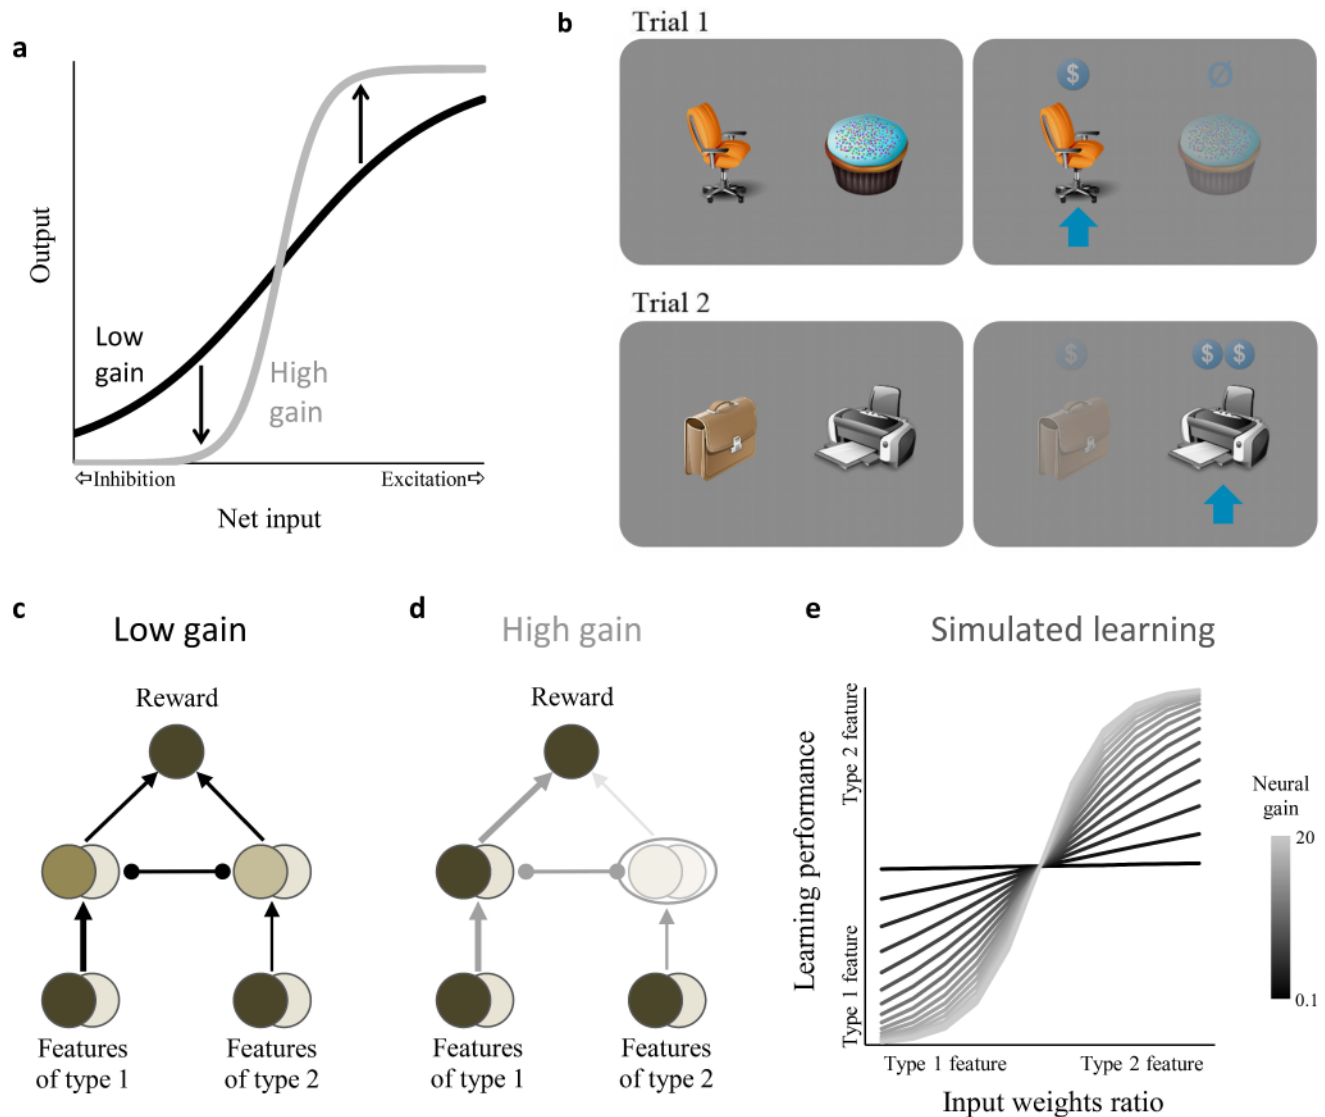 a
Output
Low
gain
High
gain
⇦Inhibition
Excitation⇨
Net input
b
Trial 1
$
Ø
Trial 2
$
$ $
c
Low gain
Reward
Features
of type 1
Features
of type 2
d
High gain
Reward
Features
of type 1
Features
of type 2
e
Simulated learning
Learning performance
Type 2 feature
Type 1 feature
Type 1 feature
Type 2 feature
Input weights ratio
Neural
gain
20
0.1